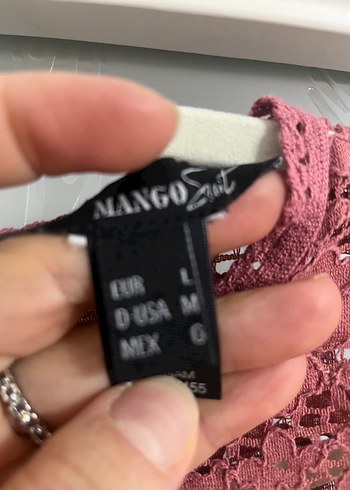 MANGO Suit
EUR L
D-USA M
MEX 6